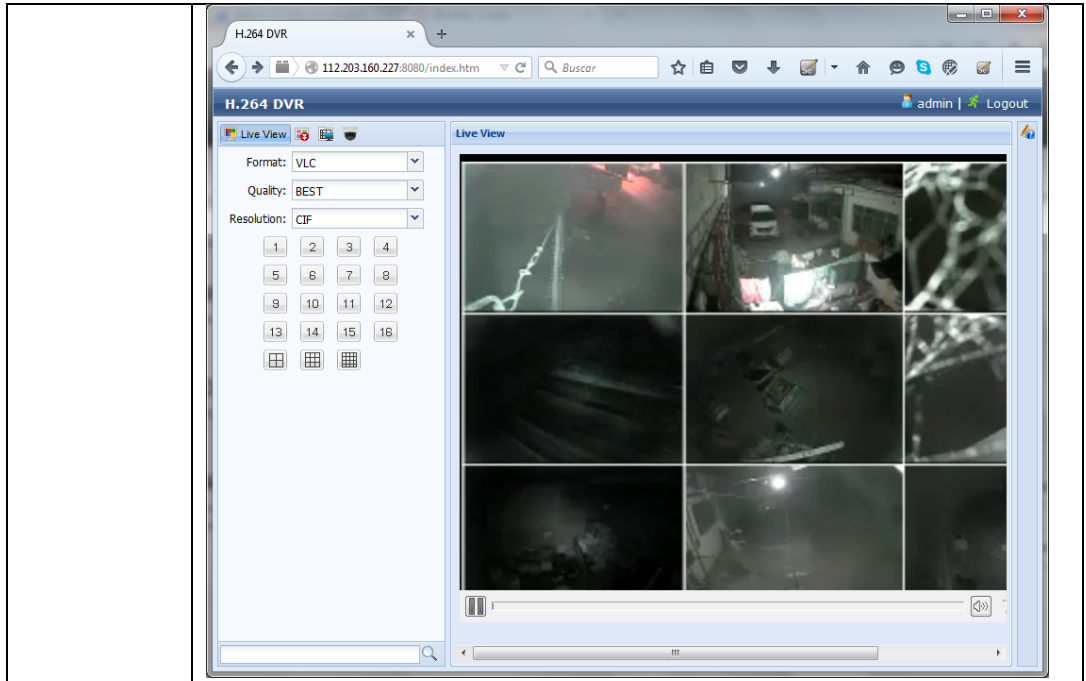 H.264 DVR
112.203.160.227:8080/index.htm
Buscar
H.264 DVR
admin | Logout
Live View
Live View
Format: VLC
Quality: BEST
Resolution: CIF
1 2 3 4
5 6 7 8
9 10 11 12
13 14 15 16